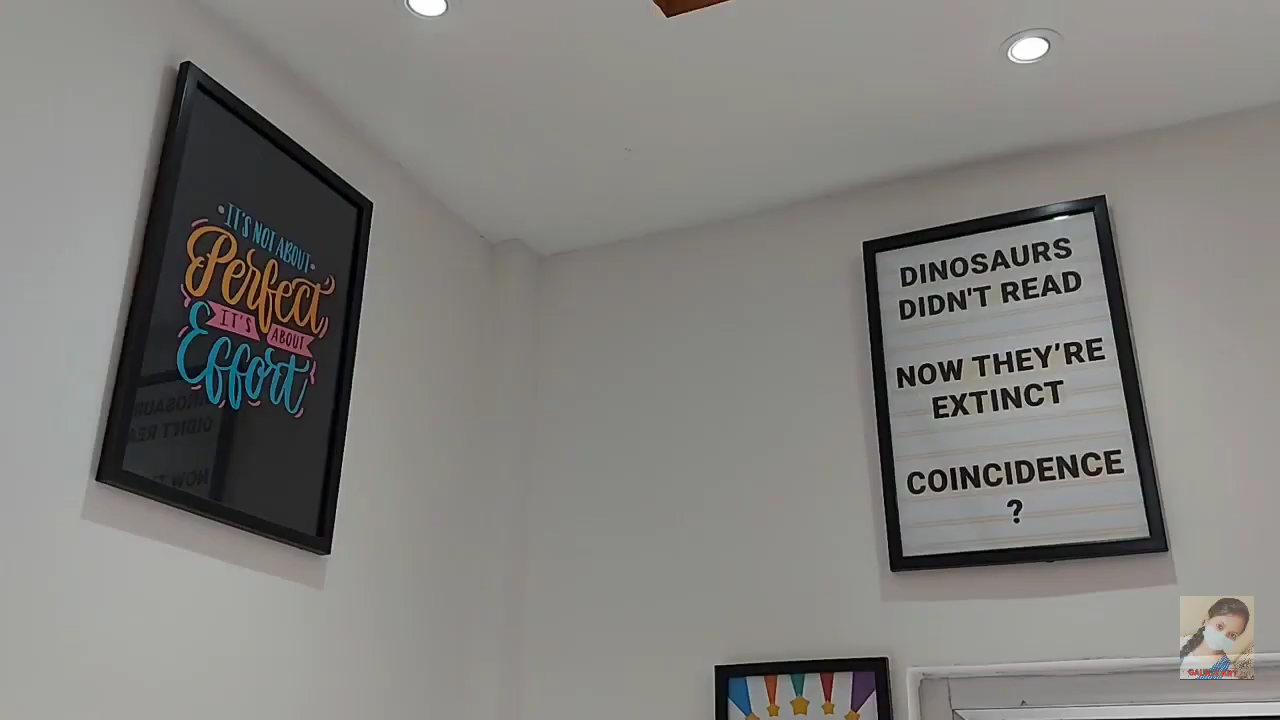 IT'S NOT ABOUT
Perfect
IT'S ABOUT
Effort
DINOSAURS
DIDN'T READ
NOW THEY'RE
EXTINCT
COINCIDENCE
?